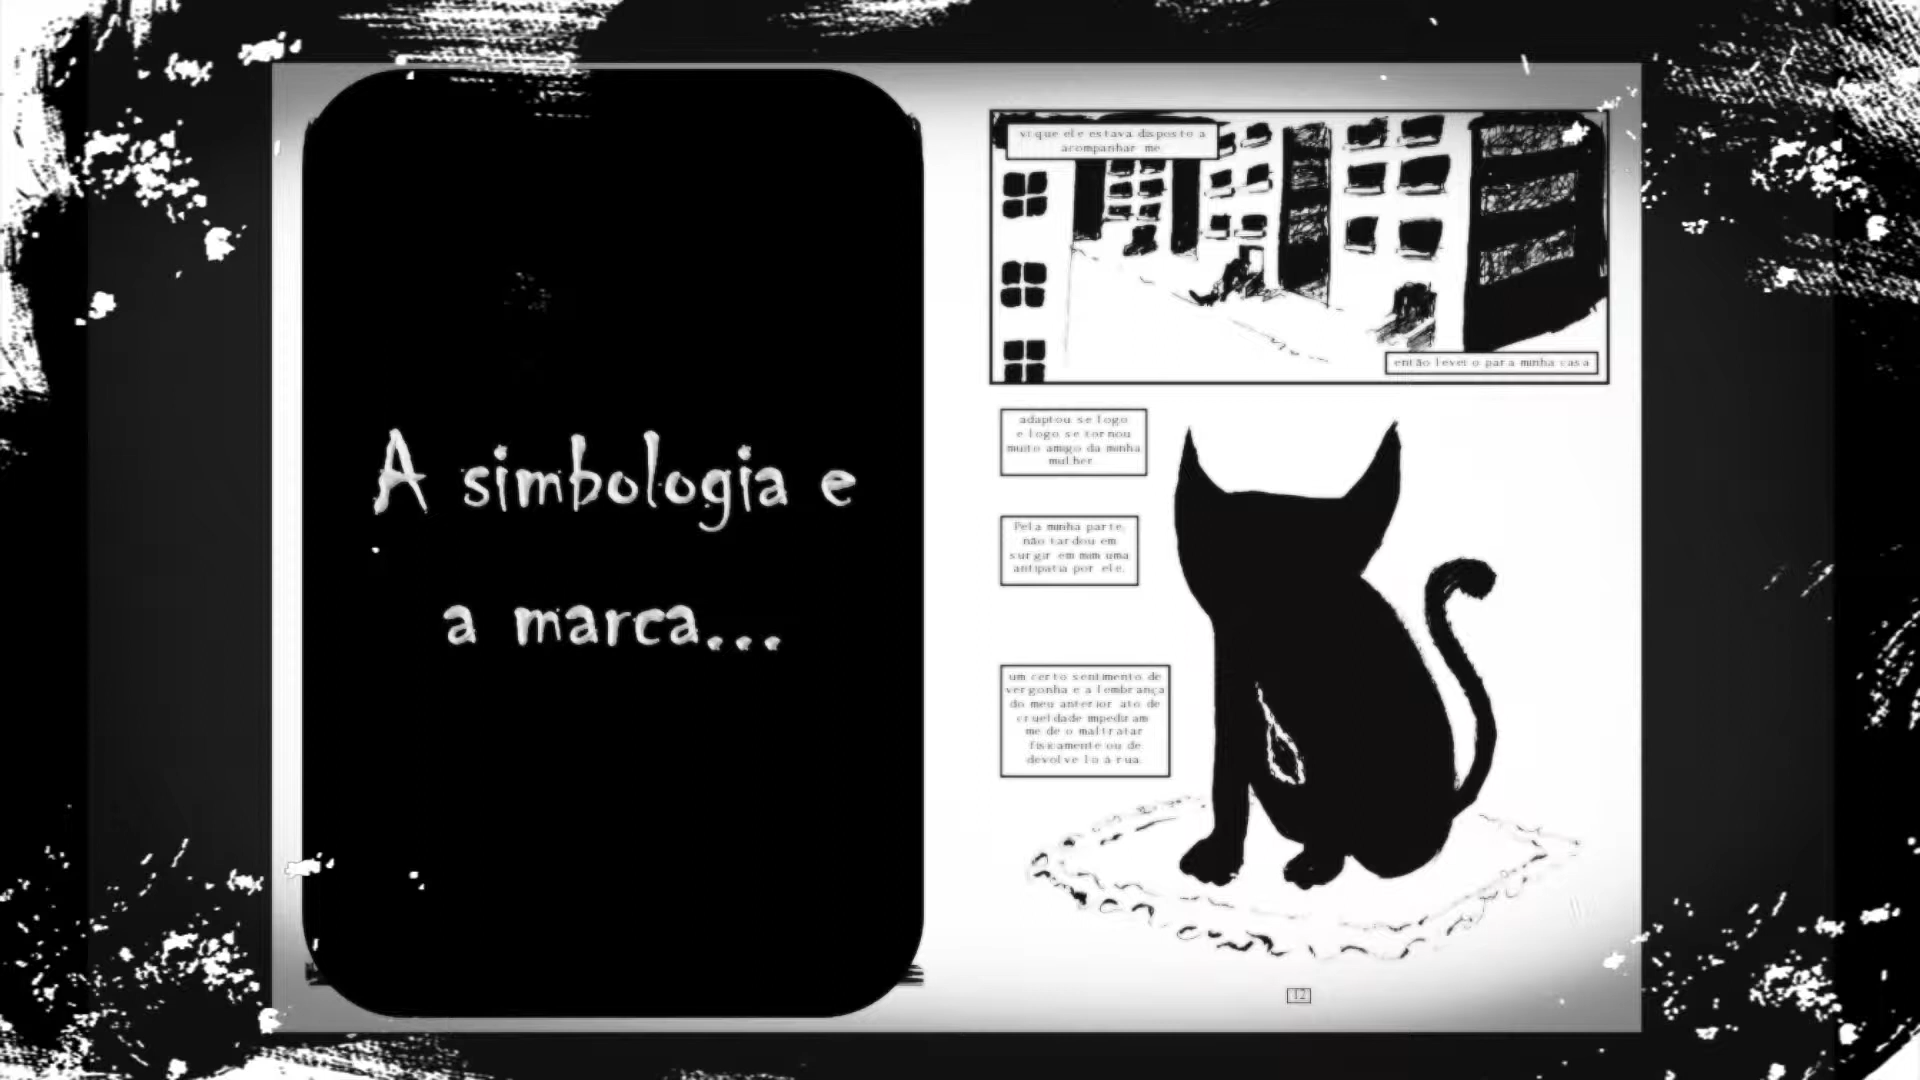 A simbologia e
a marca...
vi que ele estava disposto a
acompanhar me
então levei o para minha casa
adaptou se logo
e logo se tornou
muito amigo da minha
mulher
Pela minha parte,
não tardou em
surgir em mim uma
antipatia por ele.
um certo sentimento de
vergonha e a lembrança
do meu anterior ato de
crueldade impediram
me de o maltratar
fisicamente ou de
devolve lo à rua.
12